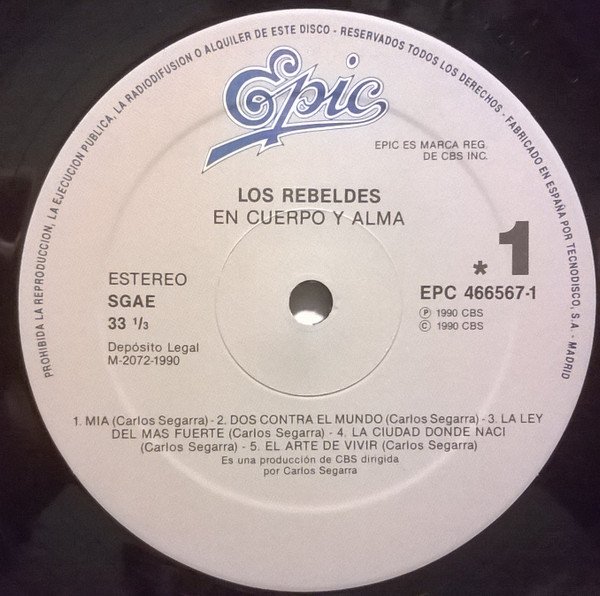 PROHIBIDA LA REPRODUCCION, LA EJECUCION PUBLICA, LA RADIODIFUSION O ALQUILER DE ESTE DISCO - RESERVADOS TODOS LOS DERECHOS - FABRICADO EN ESPAÑA POR TECNODISCO, S.A. - MADRID
Epic
EPIC ES MARCA REG.
DE CBS INC.
LOS REBELDES
EN CUERPO Y ALMA
ESTEREO
SGAE
33 1/3
Depósito Legal
M-2072-1990
* 1
EPC 466567-1
Ⓟ 1990 CBS
© 1990 CBS
1. MIA (Carlos Segarra) - 2. DOS CONTRA EL MUNDO (Carlos Segarra) - 3. LA LEY
DEL MAS FUERTE (Carlos Segarra) - 4. LA CIUDAD DONDE NACI
(Carlos Segarra) - 5. EL ARTE DE VIVIR (Carlos Segarra)
Es una producción de CBS dirigida
por Carlos Segarra